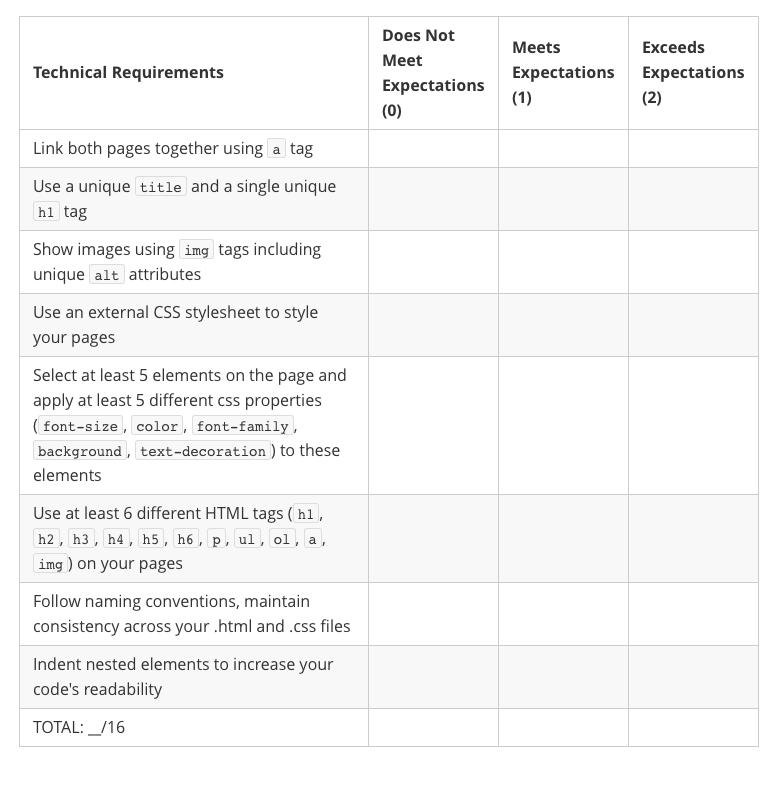 Technical Requirements
Does Not
Meet
Expectations
(0)
Meets
Expectations
(1)
Exceeds
Expectations
(2)
Link both pages together using a tag
Use a unique title and a single unique
h1 tag
Show images using img tags including
unique alt attributes
Use an external CSS stylesheet to style
your pages
Select at least 5 elements on the page and
apply at least 5 different css properties
(font-size, color, font-family,
background, text-decoration) to these
elements
Use at least 6 different HTML tags (h1,
h2, h3, h4, h5, h6, p, ul, ol, a,
img) on your pages
Follow naming conventions, maintain
consistency across your .html and .css files
Indent nested elements to increase your
code's readability
TOTAL: __/16